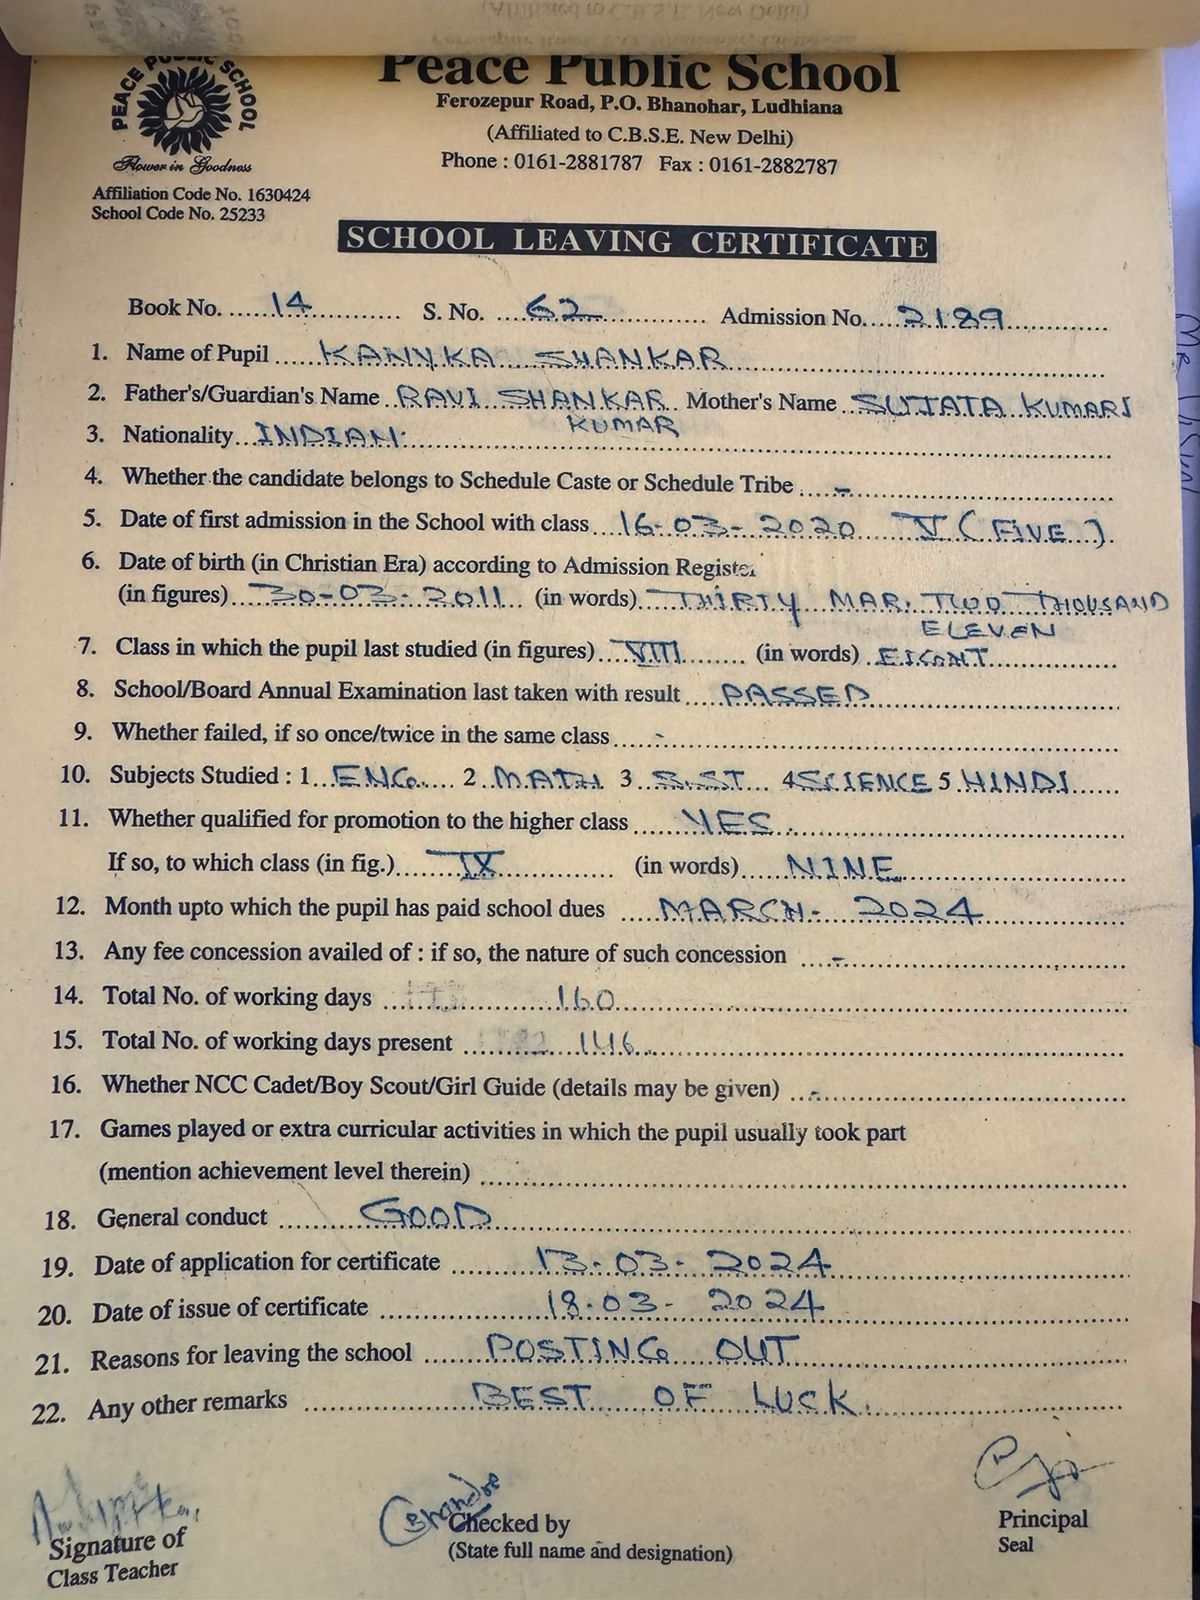 PEACE PUBLIC SCHOOL
Flower in Goodness
Affiliation Code No. 1630424
School Code No. 25233
Peace Public School
Ferozepur Road, P.O. Bhanohar, Ludhiana
(Affiliated to C.B.S.E. New Delhi)
Phone : 0161-2881787 Fax : 0161-2882787
SCHOOL LEAVING CERTIFICATE
Book No. 14 S. No. 62 Admission No. 2189
1. Name of Pupil KANYKA SHANKAR
2. Father's/Guardian's Name RAVI SHANKAR KUMAR Mother's Name SUJATA KUMARI
3. Nationality INDIAN
4. Whether the candidate belongs to Schedule Caste or Schedule Tribe -
5. Date of first admission in the School with class 16-03-2020 V (FIVE)
6. Date of birth (in Christian Era) according to Admission Register
(in figures) 30-03-2011 (in words) THIRTY MAR. TWO THOUSAND
ELEVEN
7. Class in which the pupil last studied (in figures) VIII (in words) EIGHT
8. School/Board Annual Examination last taken with result PASSED
9. Whether failed, if so once/twice in the same class -
10. Subjects Studied : 1 ENG. 2 MATH 3 S.ST 4 SCIENCE 5 HINDI
11. Whether qualified for promotion to the higher class YES
If so, to which class (in fig.) IX (in words) NINE
12. Month upto which the pupil has paid school dues MARCH - 2024
13. Any fee concession availed of : if so, the nature of such concession -
14. Total No. of working days 160
15. Total No. of working days present 146
16. Whether NCC Cadet/Boy Scout/Girl Guide (details may be given) -
17. Games played or extra curricular activities in which the pupil usually took part
(mention achievement level therein)
18. General conduct GOOD
19. Date of application for certificate 13-03-2024
20. Date of issue of certificate 18-03-2024
21. Reasons for leaving the school POSTING OUT
22. Any other remarks BEST OF LUCK.
Signature of
Class Teacher
Checked by
(State full name and designation)
Principal
Seal